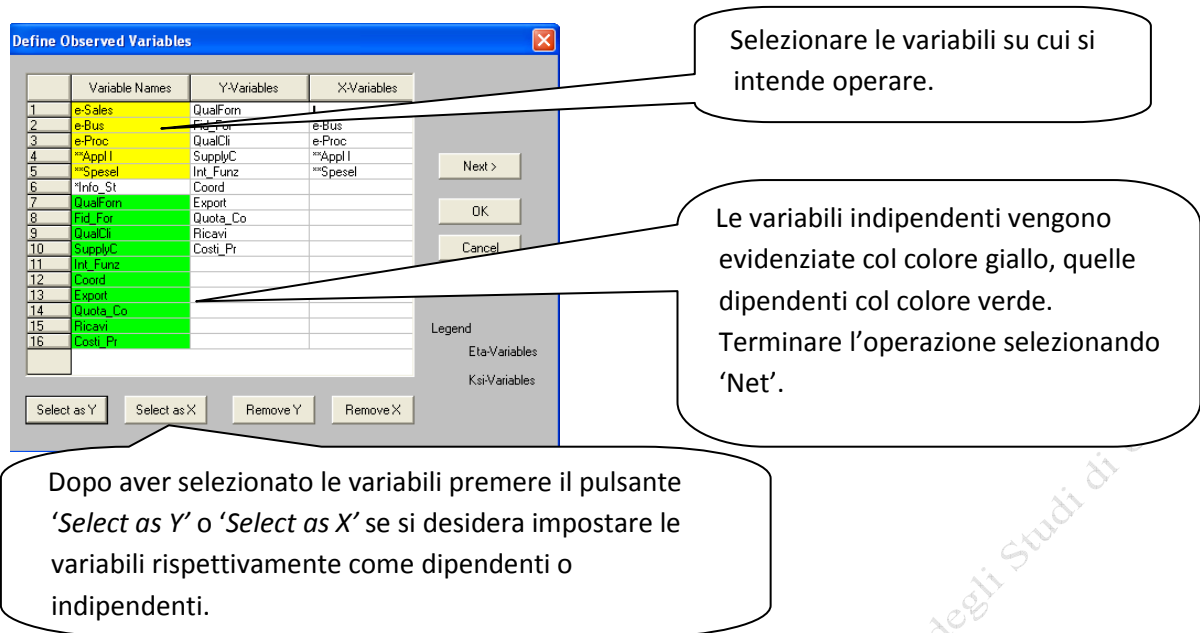 Define Observed Variables
Selezionare le variabili su cui si
intende operare.
Variable Names Y-Variables X-Variables
1 e-Sales QualForn
2 e-Bus Fid_For e-Bus
3 e-Proc QualCli e-Proc
4 **Appl I SupplyC **Appl I
5 **Spesel Int_Funz **Spesel
6 *Info_St Coord
7 QualForn Export
8 Fid_For Quota_Co
9 QualCli Ricavi
10 SupplyC Costi_Pr
11 Int_Funz
12 Coord
13 Export
14 Quota_Co
15 Ricavi
16 Costi_Pr
Next >
OK
Cancel
Legend
Eta-Variables
Ksi-Variables
Select as Y Select as X Remove Y Remove X
Le variabili indipendenti vengono
evidenziate col colore giallo, quelle
dipendenti col colore verde.
Terminare l’operazione selezionando
‘Net’.
Dopo aver selezionato le variabili premere il pulsante
‘Select as Y’ o ‘Select as X’ se si desidera impostare le
variabili rispettivamente come dipendenti o
indipendenti.
degli Studi di